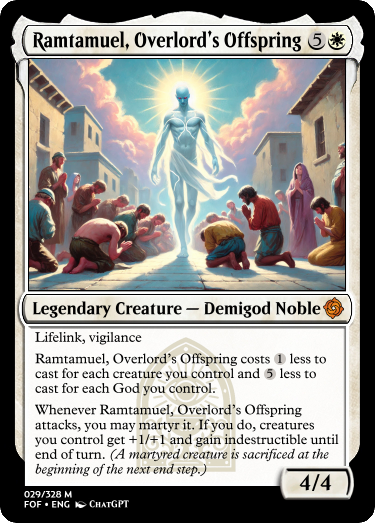 Ramtamuel, Overlord's Offspring 5
Legendary Creature — Demigod Noble
Lifelink, vigilance
Ramtamuel, Overlord's Offspring costs 1 less to
cast for each creature you control and 5 less to
cast for each God you control.
Whenever Ramtamuel, Overlord's Offspring
attacks, you may martyr it. If you do, creatures
you control get +1/+1 and gain indestructible until
end of turn. (A martyred creature is sacrificed at the
beginning of the next end step.)
4/4
029/328 M
FOF • ENG ChatGPT